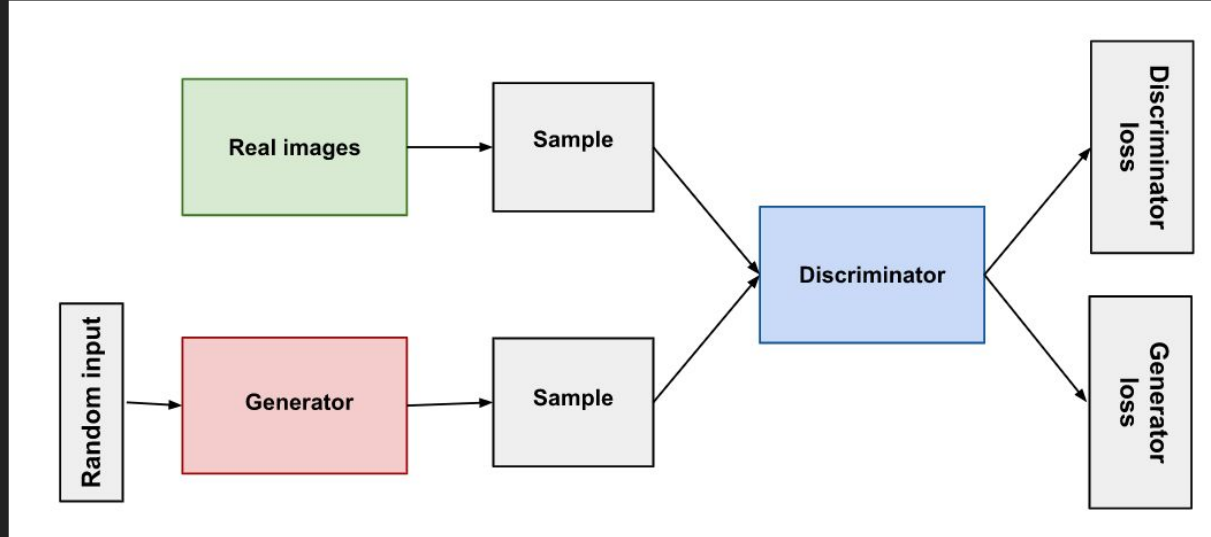 Real images
Sample
Discriminator
loss
Discriminator
Random input
Generator
Sample
Generator
loss